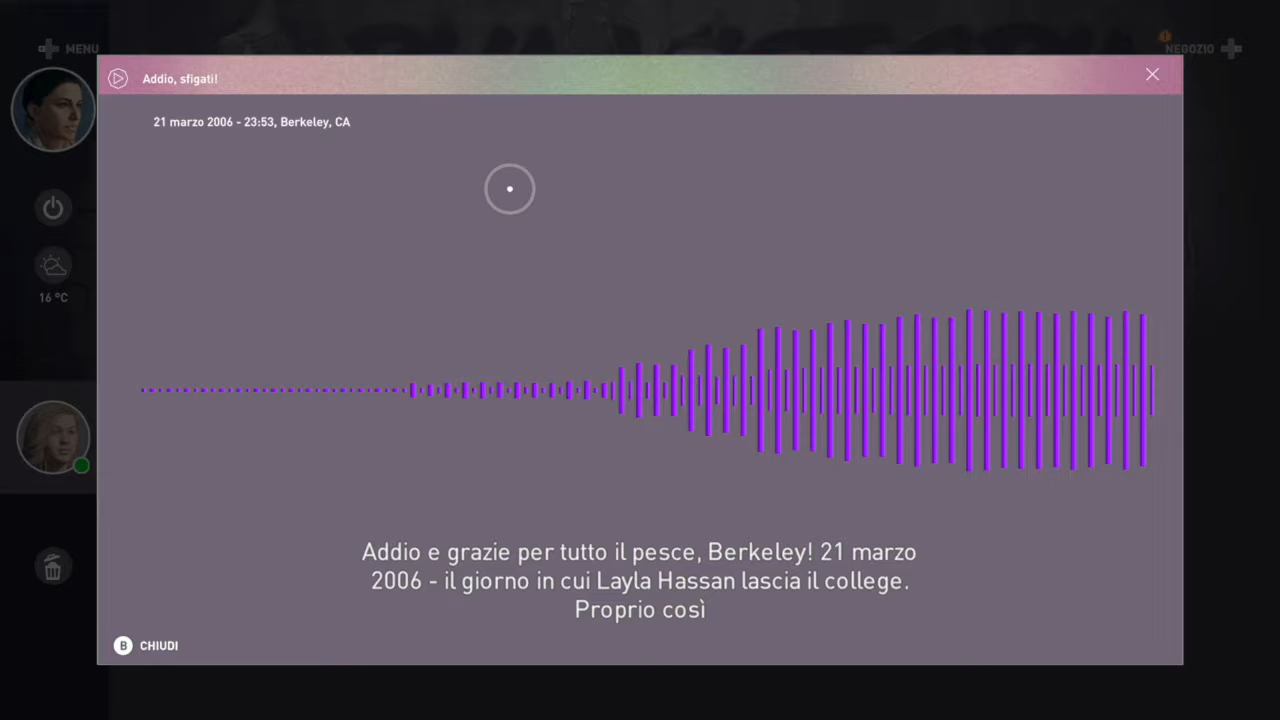 MENU
NEGOZIO
Addio, sfigati!
21 marzo 2006 - 23:53, Berkeley, CA
16 °C
Addio e grazie per tutto il pesce, Berkeley! 21 marzo
2006 - il giorno in cui Layla Hassan lascia il college.
Proprio così
B CHIUDI